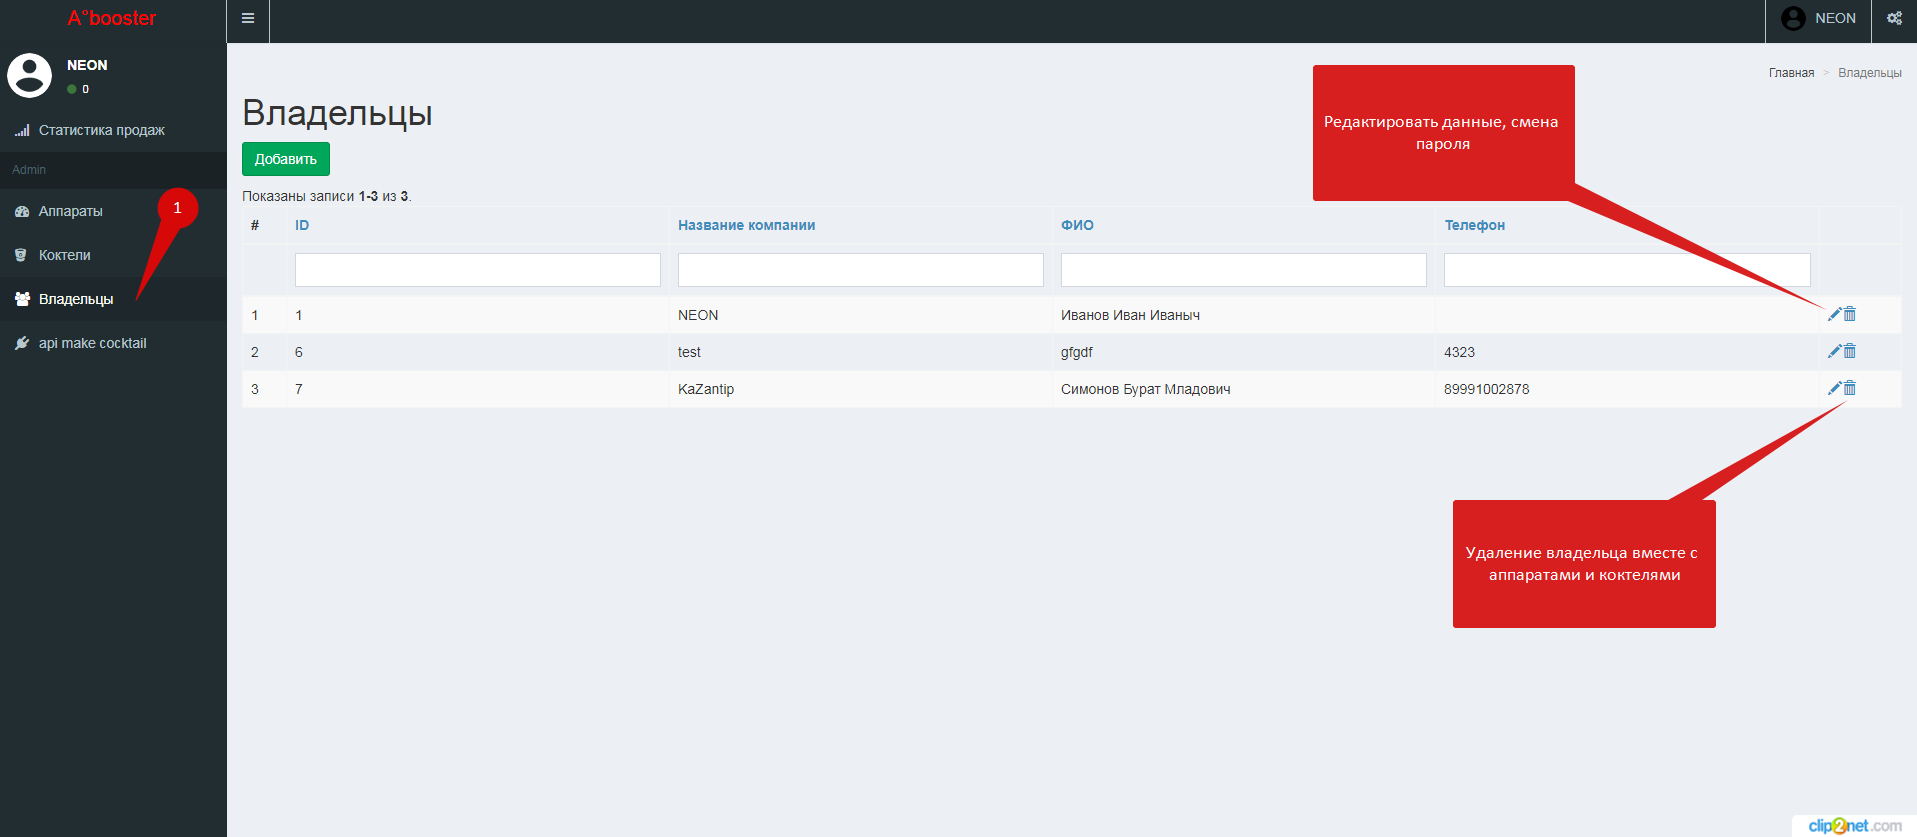 A°booster
NEON
NEON
0
Главная > Владельцы
Статистика продаж
Admin
Аппараты
1
Коктели
Владельцы
api make cocktail
Владельцы
Добавить
Показаны записи 1-3 из 3.
# ID Название компании ФИО Телефон
1 1 NEON Иванов Иван Иваныч
2 6 test gfgdf 4323
3 7 KaZantip Симонов Бурат Младович 89991002878
Редактировать данные, смена
пароля
Удаление владельца вместе с
аппаратами и коктелями
clip2net.com